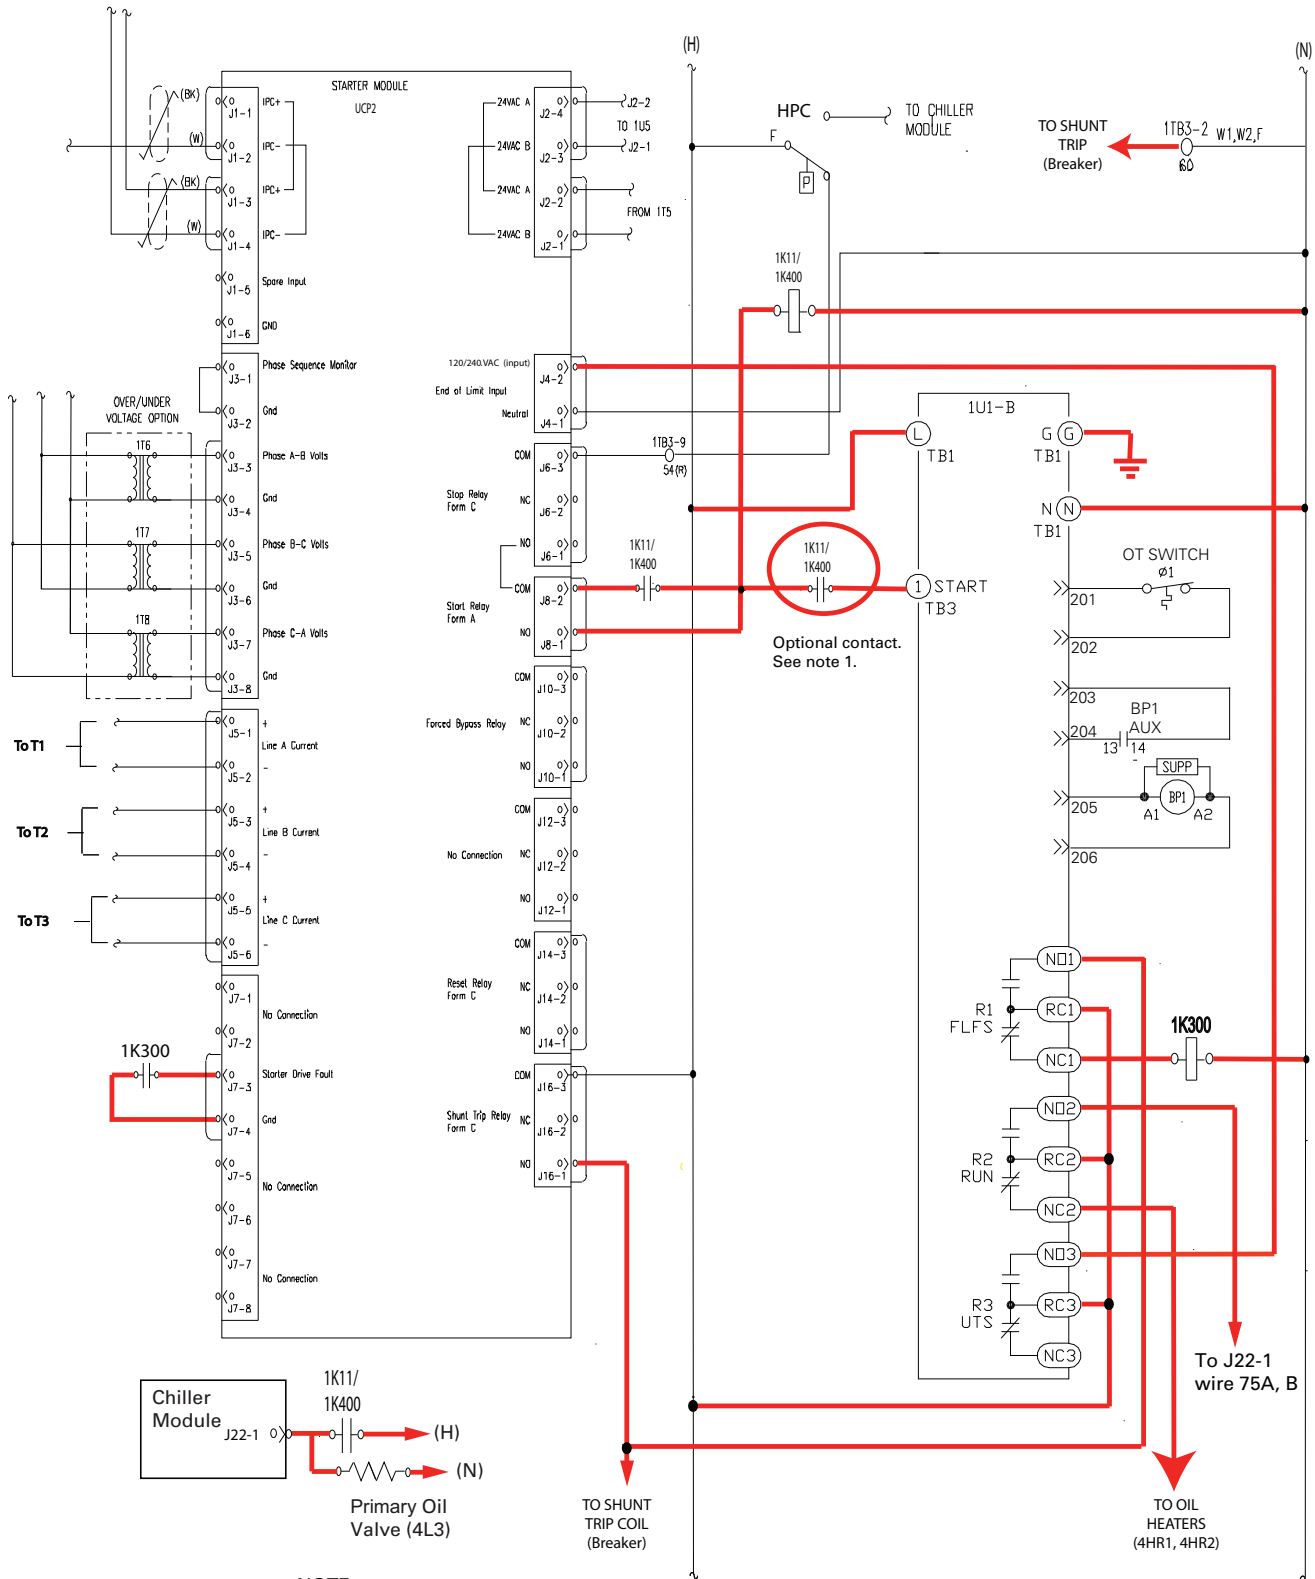 (H)
(N)
STARTER MODULE
UCP2
(BK)
J1-1 IPC+
(W)
J1-2 IPC-
(BK)
J1-3 IPC+
(W)
J1-4 IPC-
J1-5 Spare Input
J1-6 GND
24VAC A J2-4 J2-2
TO 1U5
24VAC B J2-3 J2-1
24VAC A J2-2
FROM 1T5
24VAC B J2-1
HPC
TO CHILLER
MODULE
F
P
TO SHUNT
TRIP
(Breaker)
1TB3-2 W1,W2,F
60
1K11/
1K400
OVER/UNDER
VOLTAGE OPTION
1T6
1T7
1T8
J3-1 Phase Sequence Monitor
J3-2 Gnd
J3-3 Phase A-B Volts
J3-4 Gnd
J3-5 Phase B-C Volts
J3-6 Gnd
J3-7 Phase C-A Volts
J3-8 Gnd
120/240.VAC (input) J4-2
End of Limit Input
Neutral J4-1
COM J6-3
Stop Relay
Form C
NC J6-2
NO J6-1
1TB3-9
54(R)
COM J8-2
Start Relay
Form A
NO J8-1
1K11/
1K400
1K11/
1K400
Optional contact.
See note 1.
1U1-B
L
TB1
G G
TB1
N N
TB1
1 START
TB3
OT SWITCH
Ø1
201
202
203
BP1
AUX
204
13 14
SUPP
BP1
205
A1 A2
206
COM J10-3
Forced Bypass Relay NC J10-2
NO J10-1
COM J12-3
No Connection NC J12-2
NO J12-1
COM J14-3
Reset Relay
Form C
NC J14-2
NO J14-1
COM J16-3
Shunt Trip Relay
Form C
NC J16-2
NO J16-1
To T1
J5-1 +
Line A Current
J5-2 -
To T2
J5-3 +
Line B Current
J5-4 -
To T3
J5-5 +
Line C Current
J5-6 -
J7-1
No Connection
J7-2
1K300
J7-3 Starter Drive Fault
J7-4 Gnd
J7-5
No Connection
J7-6
J7-7
No Connection
J7-8
NO1
R1
FLFS
RC1
NC1
1K300
NO2
R2
RUN
RC2
NC2
NO3
R3
UTS
RC3
NC3
To J22-1
wire 75A, B
Chiller
Module
J22-1
1K11/
1K400
(H)
(N)
Primary Oil
Valve (4L3)
TO SHUNT
TRIP COIL
(Breaker)
TO OIL
HEATERS
(4HR1, 4HR2)